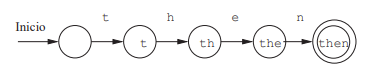 t h e n
Inicio
t th the then